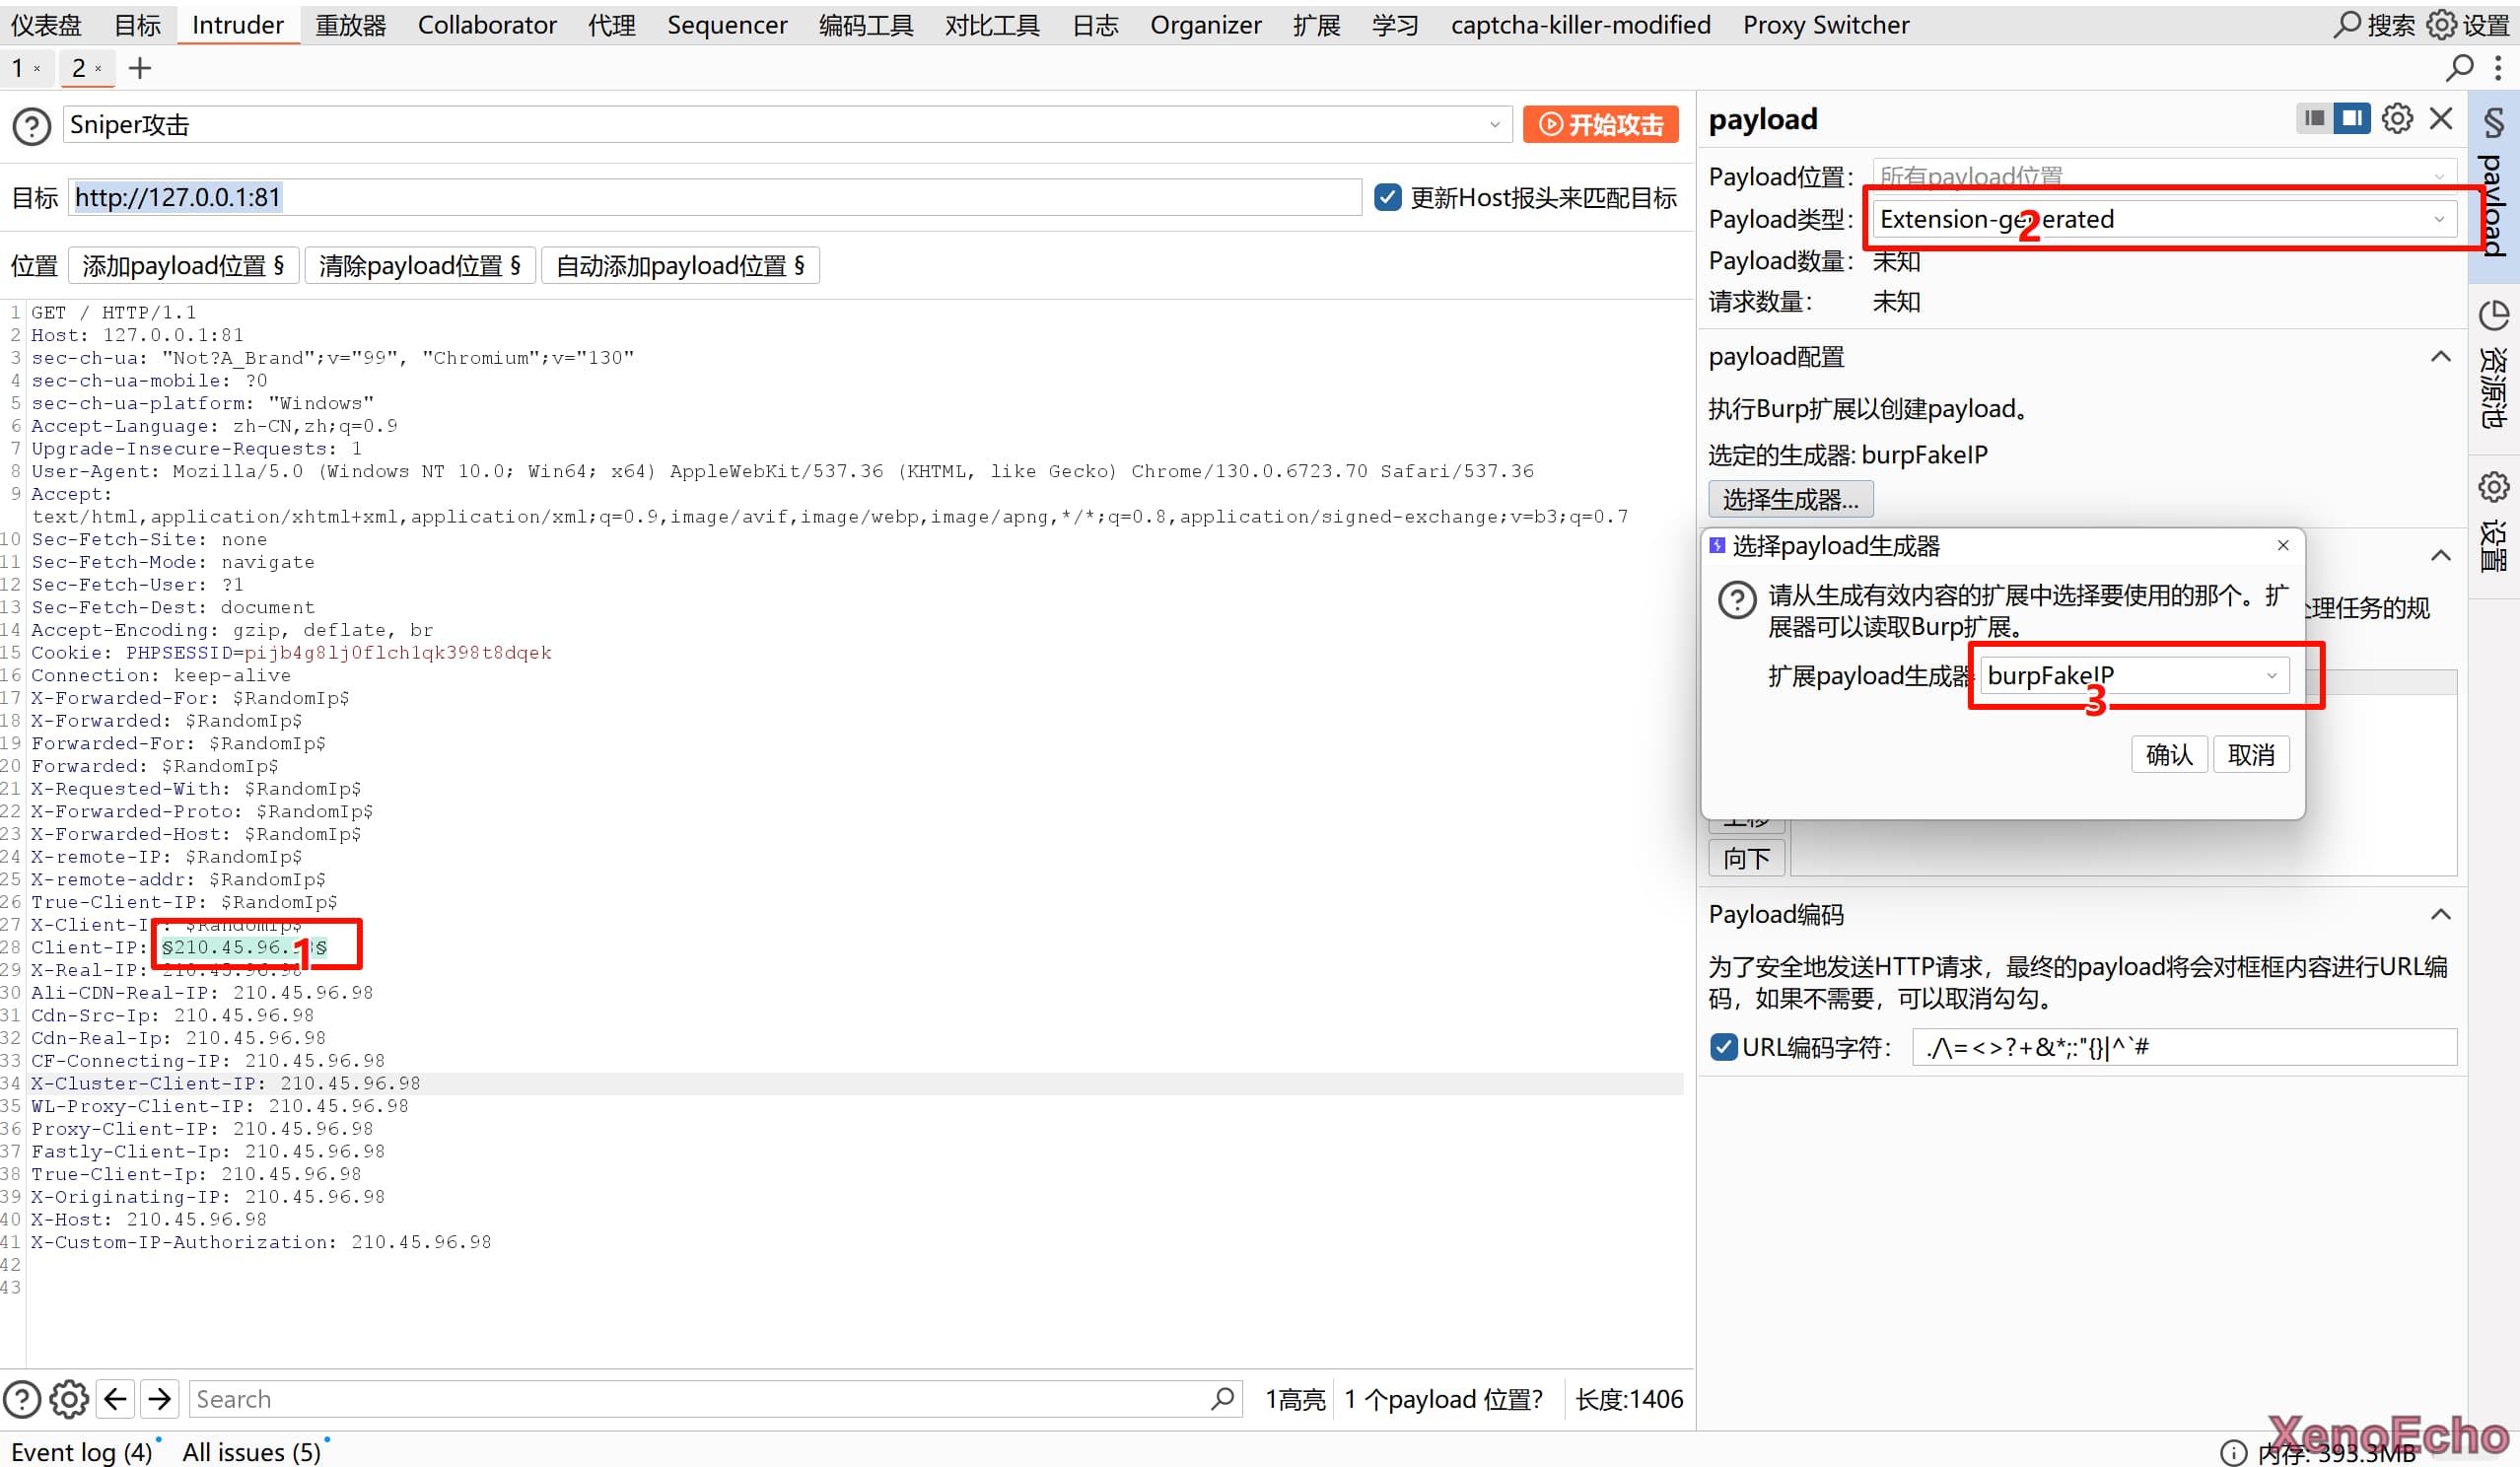 仪表盘 目标 Intruder 重放器 Collaborator 代理 Sequencer 编码工具 对比工具 日志 Organizer 扩展 学习 captcha-killer-modified Proxy Switcher 搜索 设置
1 × 2 × +
Sniper攻击 开始攻击
目标 http://127.0.0.1:81 更新Host报头来匹配目标
位置 添加payload位置 § 清除payload位置 § 自动添加payload位置 §
1 GET / HTTP/1.1
2 Host: 127.0.0.1:81
3 sec-ch-ua: "Not?A_Brand";v="99", "Chromium";v="130"
4 sec-ch-ua-mobile: ?0
5 sec-ch-ua-platform: "Windows"
6 Accept-Language: zh-CN,zh;q=0.9
7 Upgrade-Insecure-Requests: 1
8 User-Agent: Mozilla/5.0 (Windows NT 10.0; Win64; x64) AppleWebKit/537.36 (KHTML, like Gecko) Chrome/130.0.6723.70 Safari/537.36
9 Accept:
text/html,application/xhtml+xml,application/xml;q=0.9,image/avif,image/webp,image/apng,*/*;q=0.8,application/signed-exchange;v=b3;q=0.7
10 Sec-Fetch-Site: none
11 Sec-Fetch-Mode: navigate
12 Sec-Fetch-User: ?1
13 Sec-Fetch-Dest: document
14 Accept-Encoding: gzip, deflate, br
15 Cookie: PHPSESSID=pijb4g8lj0flch1qk398t8dqek
16 Connection: keep-alive
17 X-Forwarded-For: $RandomIp$
18 X-Forwarded: $RandomIp$
19 Forwarded-For: $RandomIp$
20 Forwarded: $RandomIp$
21 X-Requested-With: $RandomIp$
22 X-Forwarded-Proto: $RandomIp$
23 X-Forwarded-Host: $RandomIp$
24 X-remote-IP: $RandomIp$
25 X-remote-addr: $RandomIp$
26 True-Client-IP: $RandomIp$
27 X-Client-IP: $RandomIp$
28 Client-IP: §210.45.96.98§ 1
29 X-Real-IP: 210.45.96.98
30 Ali-CDN-Real-IP: 210.45.96.98
31 Cdn-Src-Ip: 210.45.96.98
32 Cdn-Real-Ip: 210.45.96.98
33 CF-Connecting-IP: 210.45.96.98
34 X-Cluster-Client-IP: 210.45.96.98
35 WL-Proxy-Client-IP: 210.45.96.98
36 Proxy-Client-IP: 210.45.96.98
37 Fastly-Client-Ip: 210.45.96.98
38 True-Client-Ip: 210.45.96.98
39 X-Originating-IP: 210.45.96.98
40 X-Host: 210.45.96.98
41 X-Custom-IP-Authorization: 210.45.96.98
42
43
Search 1高亮 1 个payload 位置? 长度:1406
payload
Payload位置: 所有payload位置
Payload类型: Extension-generated 2
Payload数量: 未知
请求数量: 未知
payload配置
执行Burp扩展以创建payload。
选定的生成器: burpFakeIP
选择生成器...
选择payload生成器 ×
请从生成有效内容的扩展中选择要使用的那个。扩
展器可以读取Burp扩展。
理任务的规
扩展payload生成器 burpFakeIP 3
确认 取消
上移
向下
Payload编码
为了安全地发送HTTP请求，最终的payload将会对框框内容进行URL编
码，如果不需要，可以取消勾勾。
URL编码字符: ./\=<>?+&*;:"{}|^`#
§ payload
资源池
设置
Event log (4) All issues (5) 内存: 393.3MB
XenoEcho